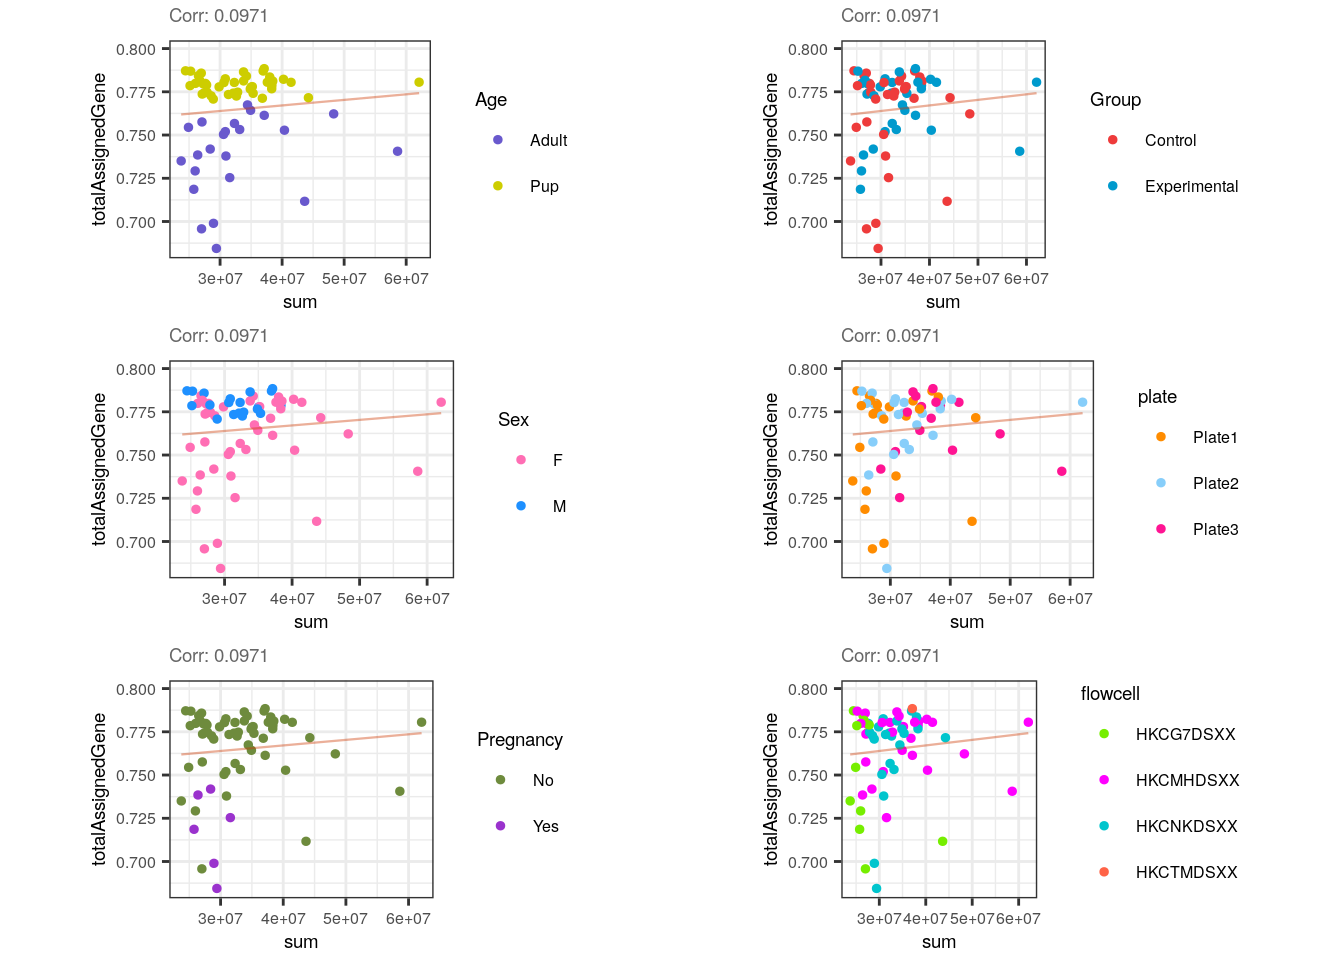 Corr: 0.0971
0.800
0.775
0.750
0.725
0.700
totalAssignedGene
3e+07 4e+07 5e+07 6e+07
sum
Age
Adult
Pup
Corr: 0.0971
0.800
0.775
0.750
0.725
0.700
totalAssignedGene
3e+07 4e+07 5e+07 6e+07
sum
Group
Control
Experimental
Corr: 0.0971
0.800
0.775
0.750
0.725
0.700
totalAssignedGene
3e+07 4e+07 5e+07 6e+07
sum
Sex
F
M
Corr: 0.0971
0.800
0.775
0.750
0.725
0.700
totalAssignedGene
3e+07 4e+07 5e+07 6e+07
sum
plate
Plate1
Plate2
Plate3
Corr: 0.0971
0.800
0.775
0.750
0.725
0.700
totalAssignedGene
3e+07 4e+07 5e+07 6e+07
sum
Pregnancy
No
Yes
Corr: 0.0971
0.800
0.775
0.750
0.725
0.700
totalAssignedGene
3e+07 4e+07 5e+07 6e+07
sum
flowcell
HKCG7DSXX
HKCMHDSXX
HKCNKDSXX
HKCTMDSXX